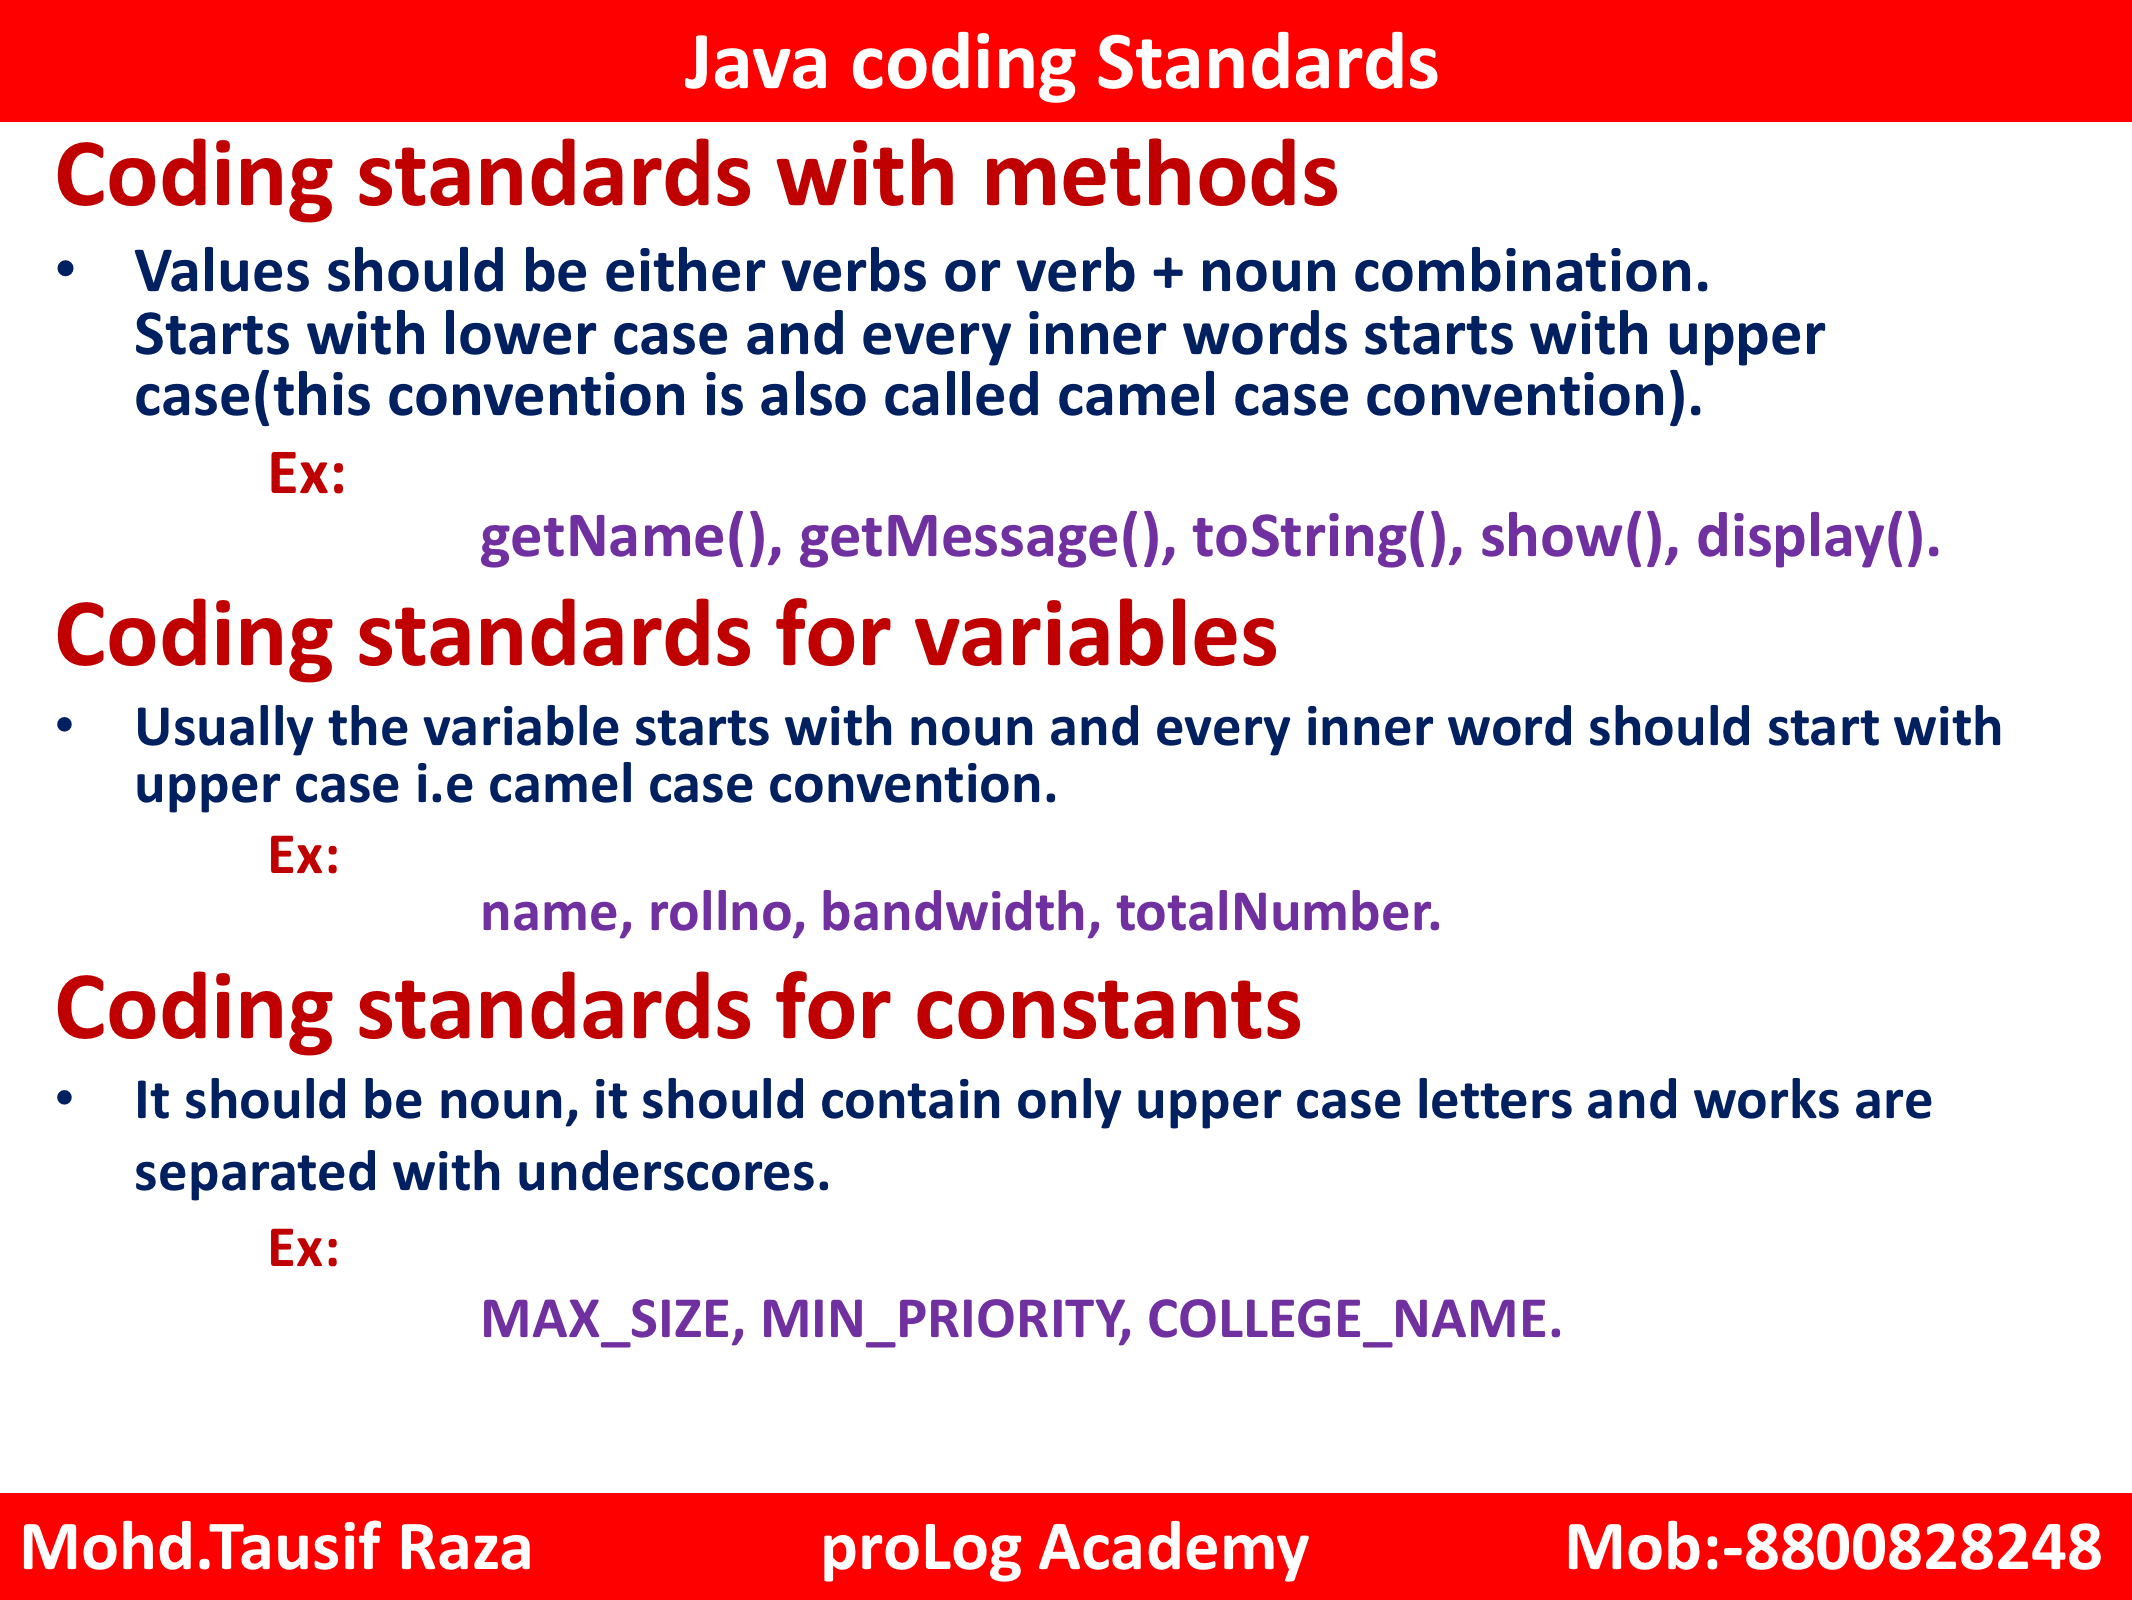 Java coding Standards
Coding standards with methods
• Values should be either verbs or verb + noun combination.
Starts with lower case and every inner words starts with upper
case(this convention is also called camel case convention).
Ex:
getName(), getMessage(), toString(), show(), display().
Coding standards for variables
• Usually the variable starts with noun and every inner word should start with
upper case i.e camel case convention.
Ex:
name, rollno, bandwidth, totalNumber.
Coding standards for constants
• It should be noun, it should contain only upper case letters and works are
separated with underscores.
Ex:
MAX_SIZE, MIN_PRIORITY, COLLEGE_NAME.
Mohd.Tausif Raza proLog Academy Mob:-8800828248